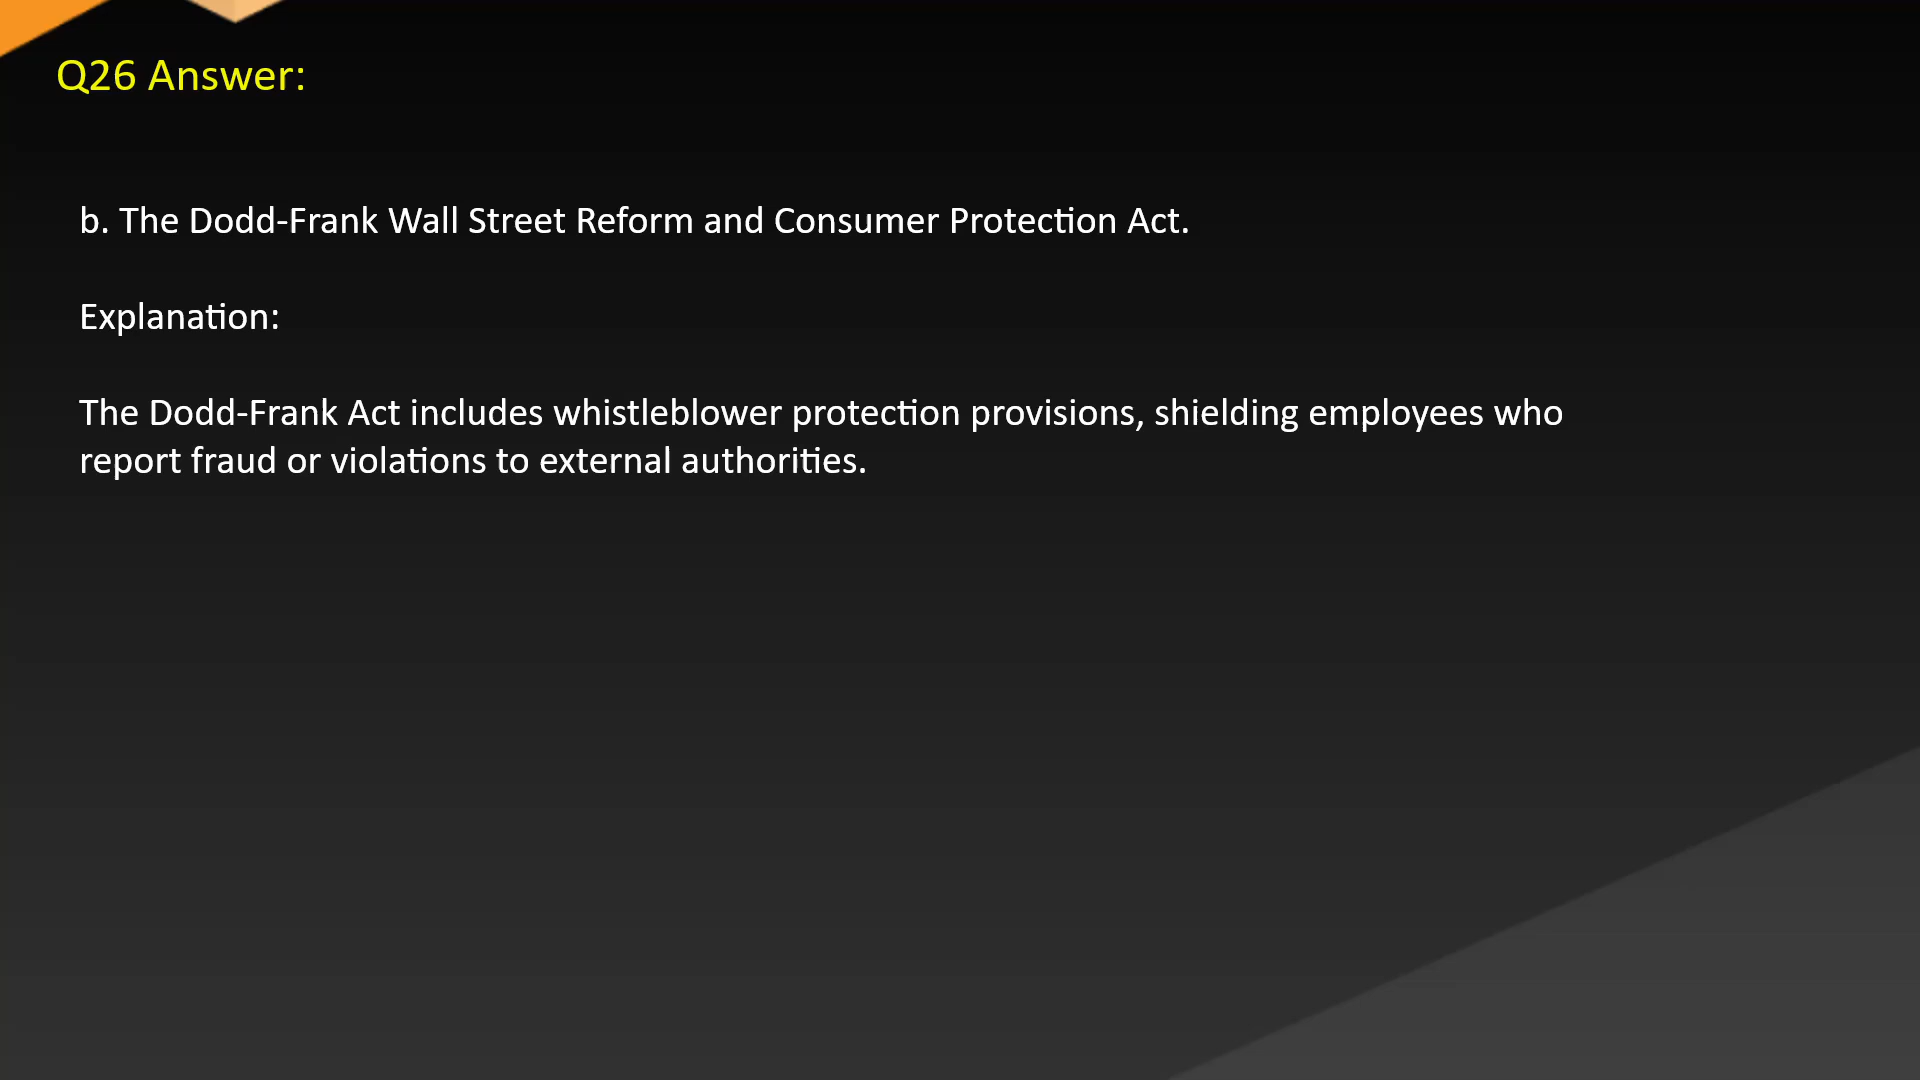 Q26 Answer:
b. The Dodd-Frank Wall Street Reform and Consumer Protection Act.
Explanation:
The Dodd-Frank Act includes whistleblower protection provisions, shielding employees who
report fraud or violations to external authorities.